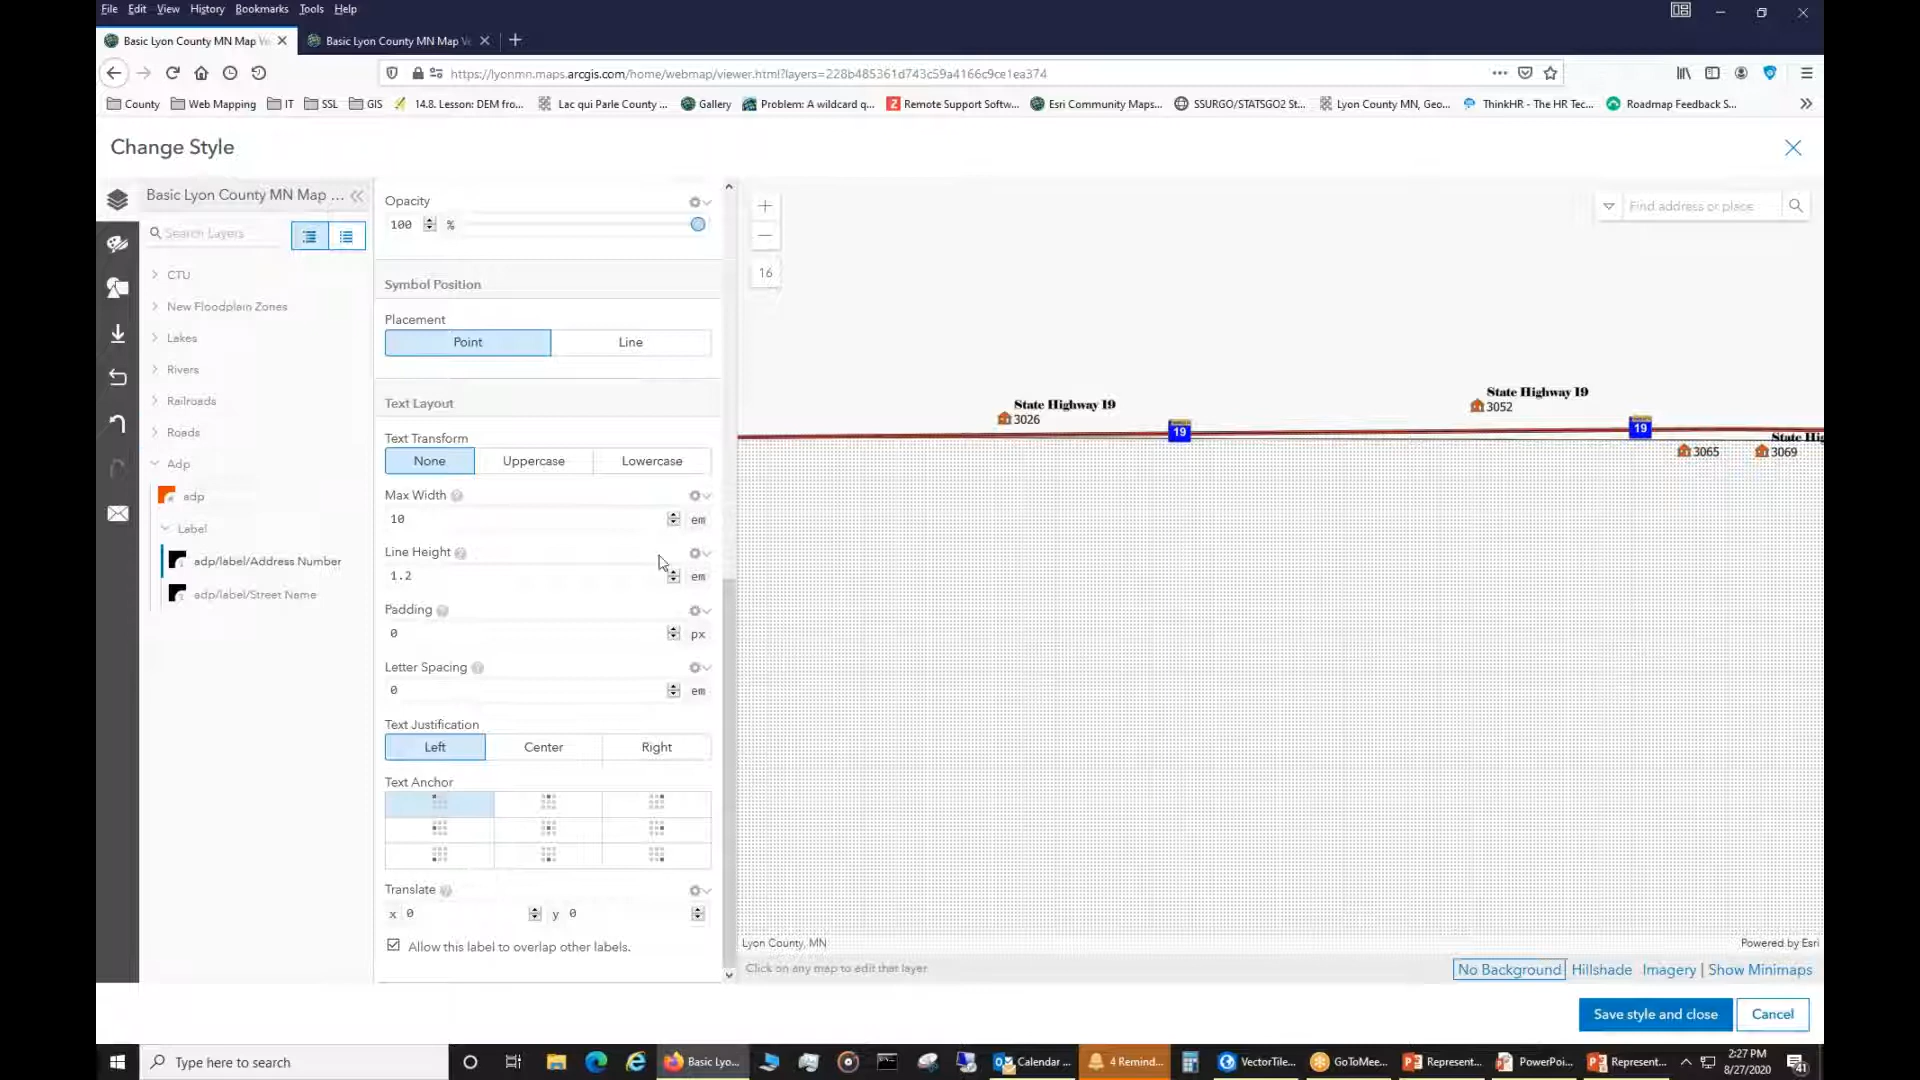 File Edit View History Bookmarks Tools Help
Basic Lyon County MN Map Ve
Basic Lyon County MN Map Ve
https://lyonmn.maps.arcgis.com/home/webmap/viewer.html?layers=228b485361d743c59a4166c9ce1ea374
County Web Mapping IT SSL GIS 14.8. Lesson: DEM fro... Lac qui Parle County ... Gallery Problem: A wildcard q... Remote Support Softw... Esri Community Maps... SSURGO/STATSGO2 St... Lyon County MN, Geo... ThinkHR - The HR Tec... Roadmap Feedback S...
Change Style
Basic Lyon County MN Map ...
Search Layers
CTU
New Floodplain Zones
Lakes
Rivers
Railroads
Roads
Adp
adp
Label
adp/label/Address Number
adp/label/Street Name
Opacity
100 %
Symbol Position
Placement
Point Line
Text Layout
Text Transform
None Uppercase Lowercase
Max Width
10 em
Line Height
1.2 em
Padding
0 px
Letter Spacing
0 em
Text Justification
Left Center Right
Text Anchor
Translate
x 0 y 0
Allow this label to overlap other labels.
16
Find address or place
State Highway 19
3026
19
State Highway 19
3052
19
State Hig
3065
3069
Lyon County, MN
Powered by Esri
Click on any map to edit that layer
No Background Hillshade Imagery | Show Minimaps
Save style and close Cancel
Type here to search
Basic Lyo...
Calendar ...
4 Remind...
VectorTile...
GoToMee...
Represent...
PowerPoi...
Represent...
2:27 PM
8/27/2020
41